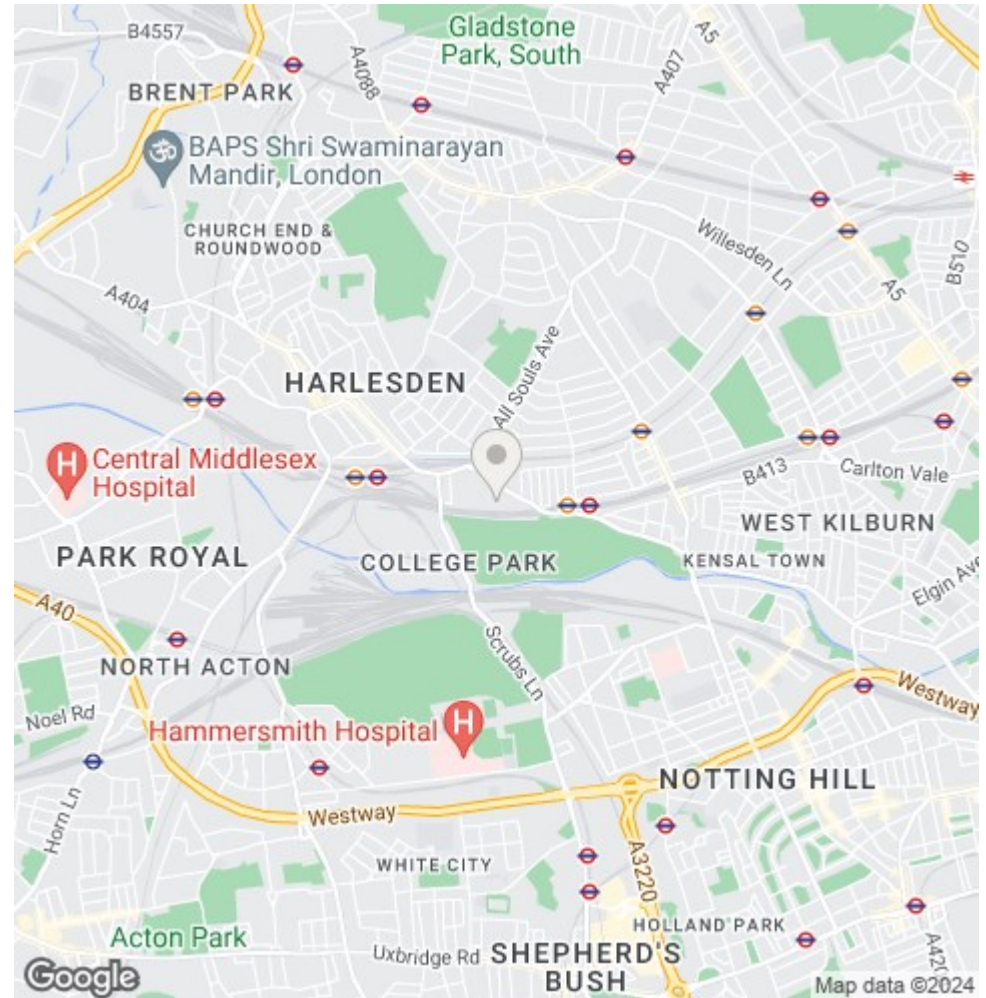 B4557
A4088
Gladstone
Park, South
A5
A407
BRENT PARK
BAPS Shri Swaminarayan
Mandir, London
CHURCH END &
ROUNDWOOD
Willesden Ln
B510
A404
A5
All Souls Ave
HARLESDEN
Central Middlesex
Hospital
B413
Carlton Vale
WEST KILBURN
PARK ROYAL
COLLEGE PARK
KENSAL TOWN
Elgin Ave
A40
Scrubs Ln
NORTH ACTON
Westway
Noel Rd
Hammersmith Hospital
NOTTING HILL
Horn Ln
Westway
WHITE CITY
A3220
HOLLAND PARK
Acton Park
Uxbridge Rd
SHEPHERD'S
BUSH
Google
Map data ©2024